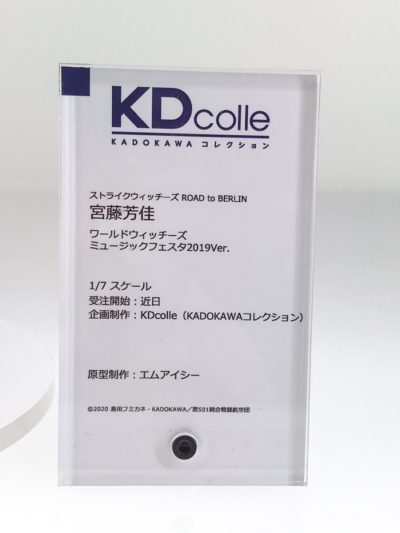 KDcolle
KADOKAWA コレクション
ストライクウィッチーズ ROAD to BERLIN
宮藤芳佳
ワールドウィッチーズ
ミュージックフェスタ2019Ver.
1/7 スケール
受注開始：近日
企画制作：KDcolle（KADOKAWAコレクション）
原型制作：エムアイシー
©2020 島田フミカネ・KADOKAWA／第501統合戦闘航空団